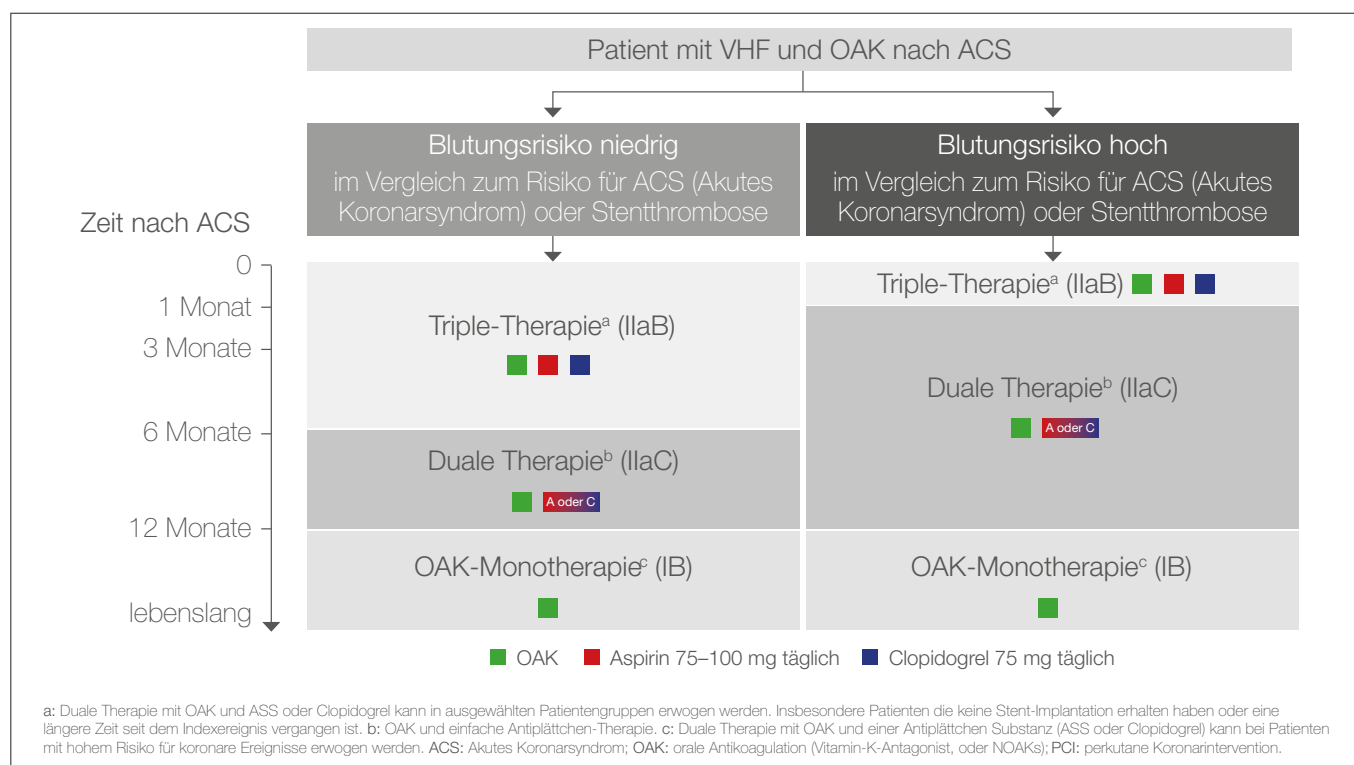 Patient mit VHF und OAK nach ACS
Blutungsrisiko niedrig
im Vergleich zum Risiko für ACS (Akutes
Koronarsyndrom) oder Stentthrombose
Blutungsrisiko hoch
im Vergleich zum Risiko für ACS (Akutes
Koronarsyndrom) oder Stentthrombose
Zeit nach ACS
0
1 Monat
3 Monate
6 Monate
12 Monate
lebenslang
Triple-Therapieᵃ (IIaB)
Duale Therapieᵇ (IIaC)
A oder C
OAK-Monotherapieᶜ (IB)
Triple-Therapieᵃ (IIaB)
Duale Therapieᵇ (IIaC)
A oder C
OAK-Monotherapieᶜ (IB)
OAK
Aspirin 75–100 mg täglich
Clopidogrel 75 mg täglich
a: Duale Therapie mit OAK und ASS oder Clopidogrel kann in ausgewählten Patientengruppen erwogen werden. Insbesondere Patienten die keine Stent-Implantation erhalten haben oder eine
längere Zeit seit dem Indexereignis vergangen ist. b: OAK und einfache Antiplättchen-Therapie. c: Duale Therapie mit OAK und einer Antiplättchen Substanz (ASS oder Clopidogrel) kann bei Patienten
mit hohem Risiko für koronare Ereignisse erwogen werden. ACS: Akutes Koronarsyndrom; OAK: orale Antikoagulation (Vitamin-K-Antagonist, oder NOAKs); PCI: perkutane Koronarintervention.